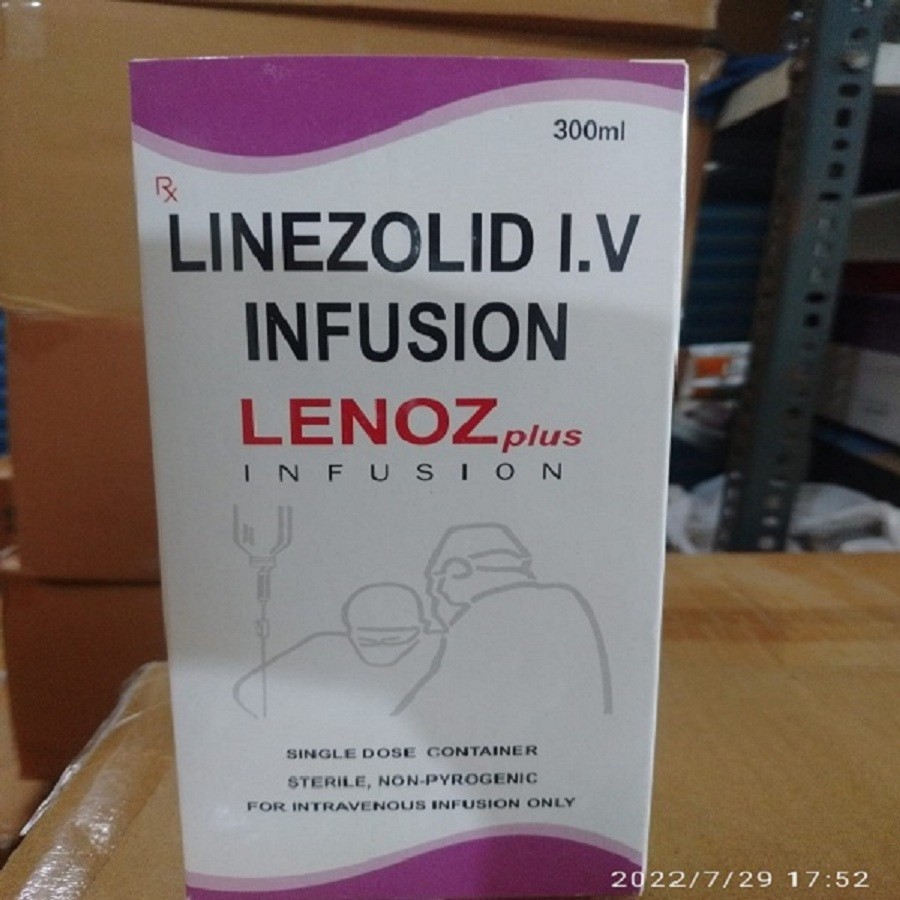 300ml
Rx
LINEZOLID I.V
INFUSION
LENOZ plus
INFUSION
SINGLE DOSE CONTAINER
STERILE, NON-PYROGENIC
FOR INTRAVENOUS INFUSION ONLY
2022/7/29 17:52